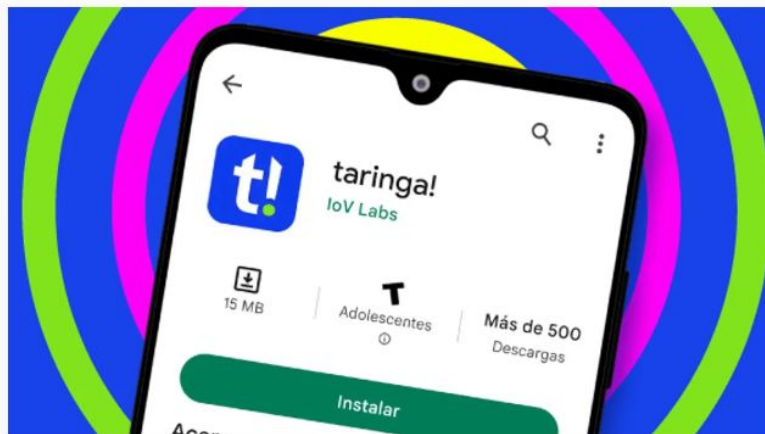 t!
taringa!
IoV Labs
15 MB
T
Adolescentes
Más de 500
Descargas
Instalar